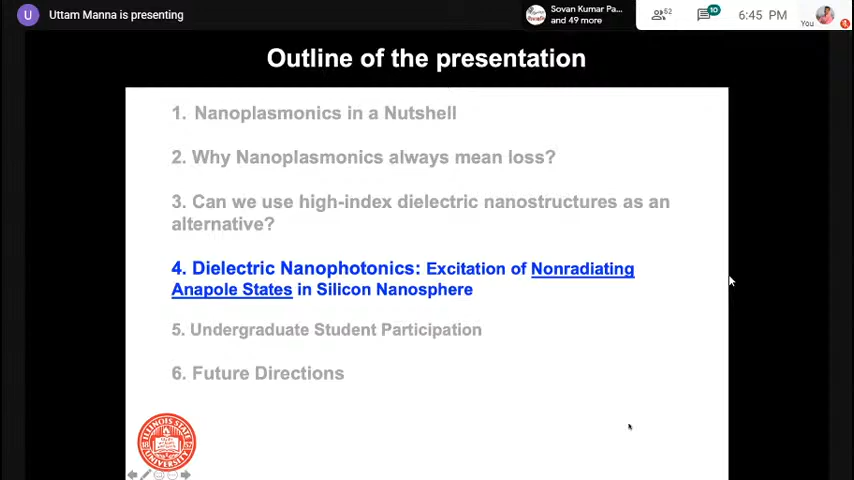 U Uttam Manna is presenting
Sovan Kumar Pa...
and 49 more
62
10
6:45 PM
You
Outline of the presentation
1. Nanoplasmonics in a Nutshell
2. Why Nanoplasmonics always mean loss?
3. Can we use high-index dielectric nanostructures as an
alternative?
4. Dielectric Nanophotonics: Excitation of Nonradiating
Anapole States in Silicon Nanosphere
5. Undergraduate Student Participation
6. Future Directions
ILLINOIS STATE
UNIVERSITY